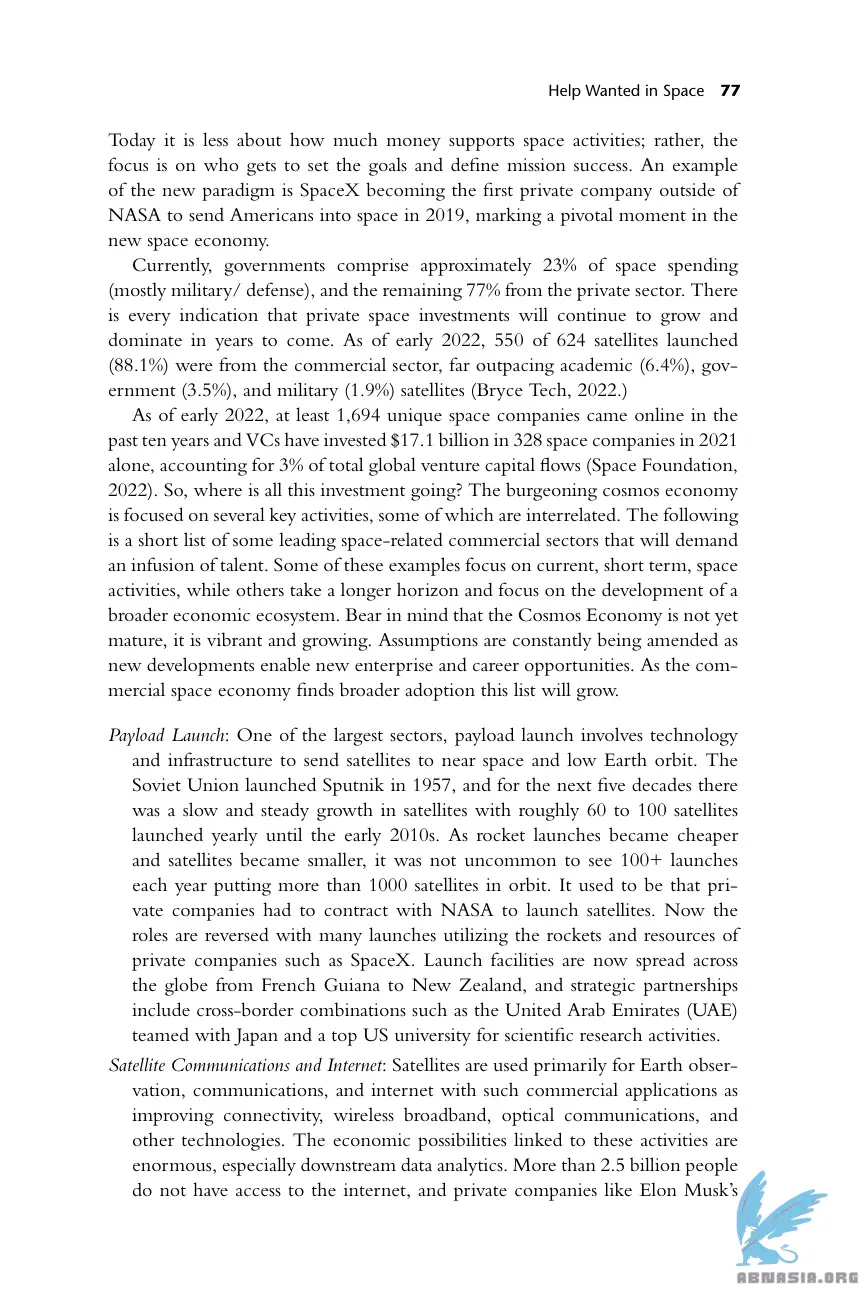 Help Wanted in Space 77
Today it is less about how much money supports space activities; rather, the
focus is on who gets to set the goals and define mission success. An example
of the new paradigm is SpaceX becoming the first private company outside of
NASA to send Americans into space in 2019, marking a pivotal moment in the
new space economy.
Currently, governments comprise approximately 23% of space spending
(mostly military/ defense), and the remaining 77% from the private sector. There
is every indication that private space investments will continue to grow and
dominate in years to come. As of early 2022, 550 of 624 satellites launched
(88.1%) were from the commercial sector, far outpacing academic (6.4%), gov-
ernment (3.5%), and military (1.9%) satellites (Bryce Tech, 2022.)
As of early 2022, at least 1,694 unique space companies came online in the
past ten years and VCs have invested $17.1 billion in 328 space companies in 2021
alone, accounting for 3% of total global venture capital flows (Space Foundation,
2022). So, where is all this investment going? The burgeoning cosmos economy
is focused on several key activities, some of which are interrelated. The following
is a short list of some leading space-related commercial sectors that will demand
an infusion of talent. Some of these examples focus on current, short term, space
activities, while others take a longer horizon and focus on the development of a
broader economic ecosystem. Bear in mind that the Cosmos Economy is not yet
mature, it is vibrant and growing. Assumptions are constantly being amended as
new developments enable new enterprise and career opportunities. As the com-
mercial space economy finds broader adoption this list will grow.
Payload Launch: One of the largest sectors, payload launch involves technology
and infrastructure to send satellites to near space and low Earth orbit. The
Soviet Union launched Sputnik in 1957, and for the next five decades there
was a slow and steady growth in satellites with roughly 60 to 100 satellites
launched yearly until the early 2010s. As rocket launches became cheaper
and satellites became smaller, it was not uncommon to see 100+ launches
each year putting more than 1000 satellites in orbit. It used to be that pri-
vate companies had to contract with NASA to launch satellites. Now the
roles are reversed with many launches utilizing the rockets and resources of
private companies such as SpaceX. Launch facilities are now spread across
the globe from French Guiana to New Zealand, and strategic partnerships
include cross-border combinations such as the United Arab Emirates (UAE)
teamed with Japan and a top US university for scientific research activities.
Satellite Communications and Internet: Satellites are used primarily for Earth obser-
vation, communications, and internet with such commercial applications as
improving connectivity, wireless broadband, optical communications, and
other technologies. The economic possibilities linked to these activities are
enormous, especially downstream data analytics. More than 2.5 billion people
do not have access to the internet, and private companies like Elon Musk's
ABNASIA.ORG